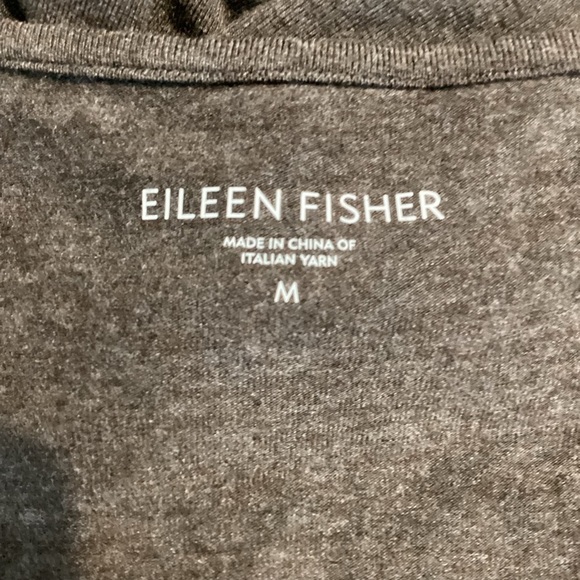 EILEEN FISHER
MADE IN CHINA OF
ITALIAN YARN
M